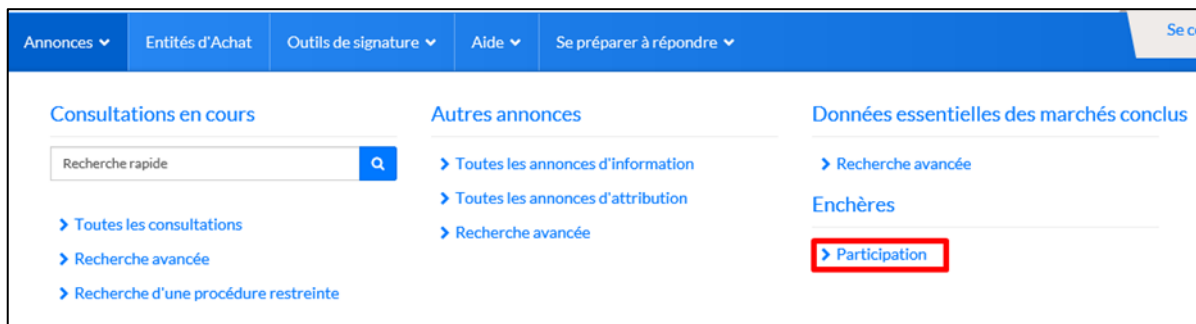 Annonces
Entités d'Achat
Outils de signature
Aide
Se préparer à répondre
Consultations en cours
Recherche rapide
Toutes les consultations
Recherche avancée
Recherche d'une procédure restreinte
Autres annonces
Toutes les annonces d'information
Toutes les annonces d'attribution
Recherche avancée
Données essentielles des marchés conclus
Recherche avancée
Enchères
Participation